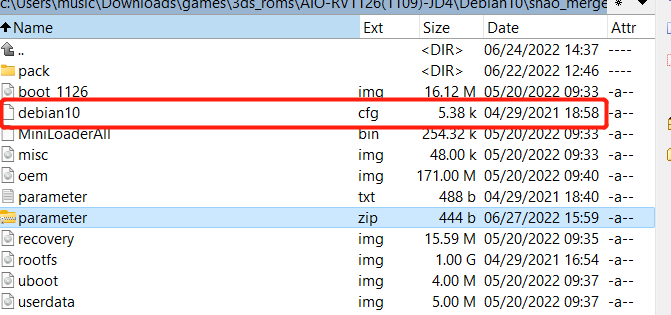 c:\Users\music\Downloads\games\3ds_roms\AIO-RV1126(1109)-JD4\Debian10\shao_merge
Name Ext Size Date Attr
.. <DIR> 06/24/2022 14:37 ----
pack <DIR> 06/22/2022 12:46 ----
boot_1126 img 16.12 M 05/20/2022 09:33 -a--
debian10 cfg 5.38 k 04/29/2021 18:58 -a--
MiniLoaderAll bin 254.32 k 05/20/2022 09:33 -a--
misc img 48.00 k 05/20/2022 09:33 -a--
oem img 171.00 M 05/20/2022 09:40 -a--
parameter txt 488 b 04/29/2021 18:40 -a--
parameter zip 444 b 06/27/2022 15:59 -a--
recovery img 15.59 M 05/20/2022 09:35 -a--
rootfs img 1.00 G 04/29/2021 16:54 -a--
uboot img 4.00 M 05/20/2022 09:37 -a--
userdata img 5.00 M 05/20/2022 09:37 -a--